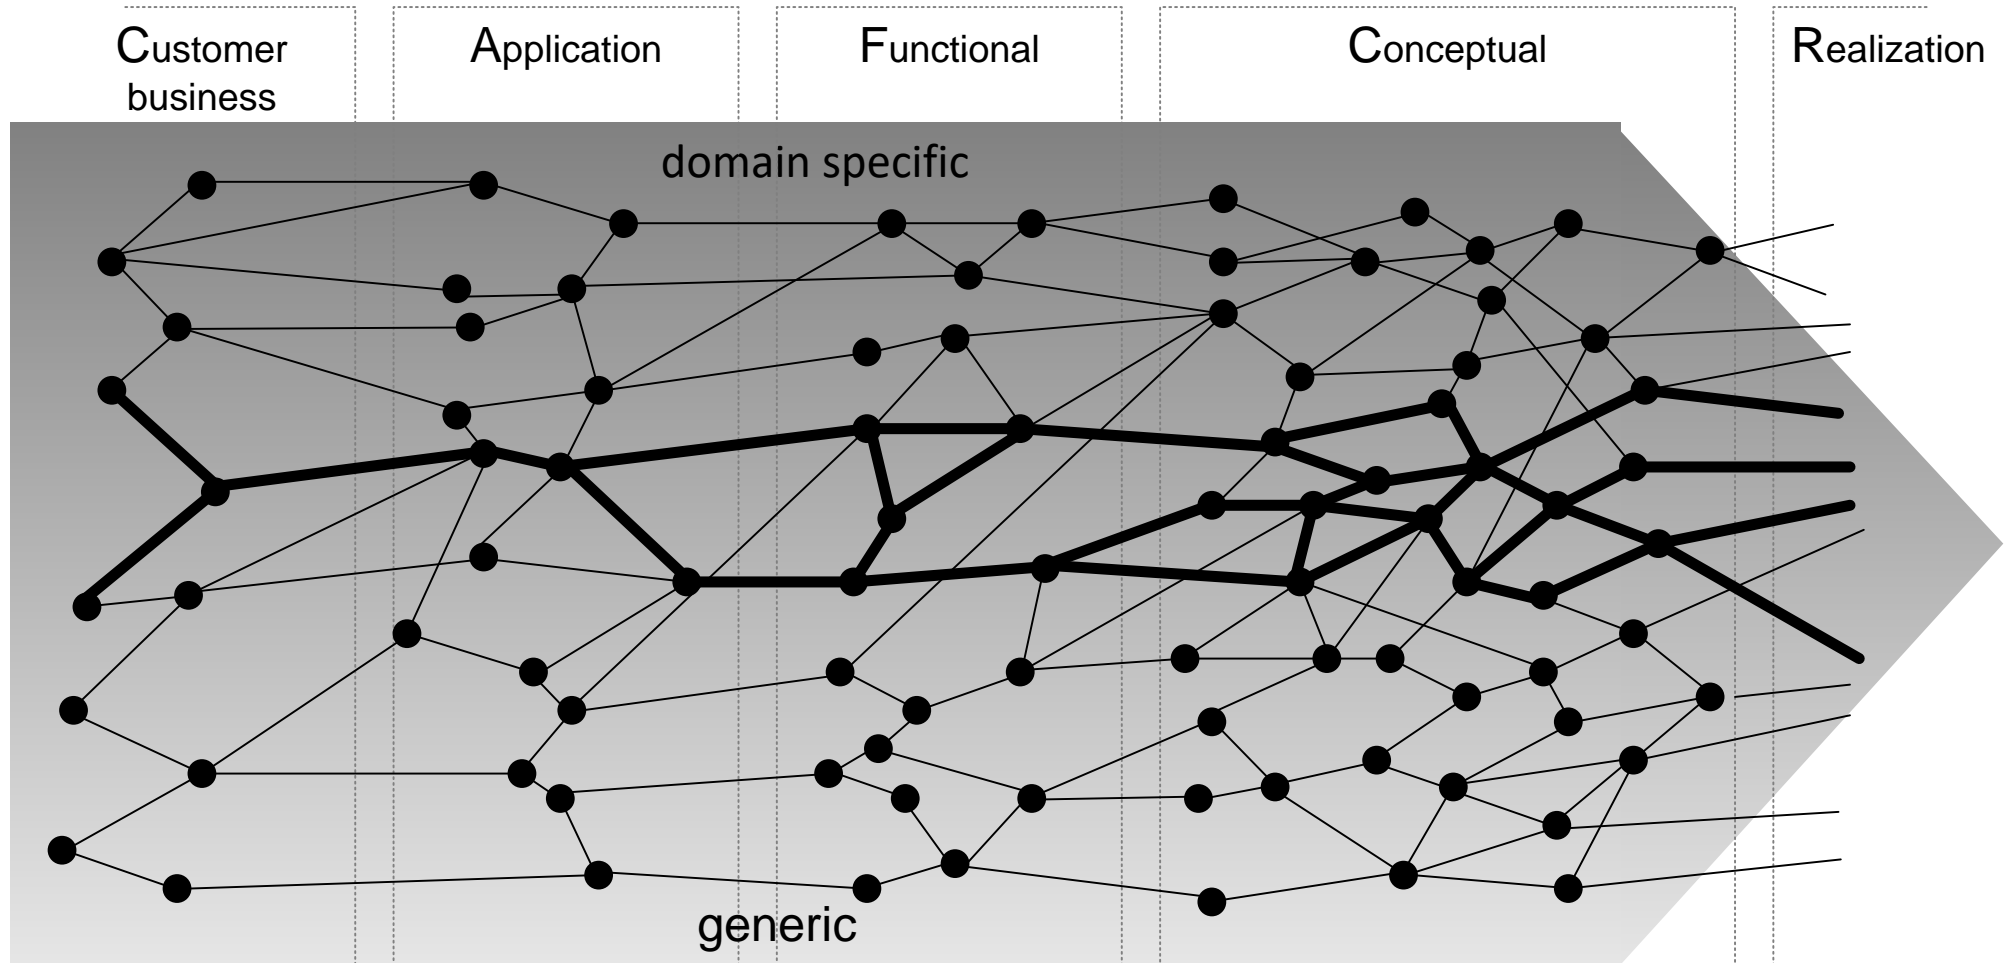 Customer
business
Application
Functional
Conceptual
Realization
domain specific
generic